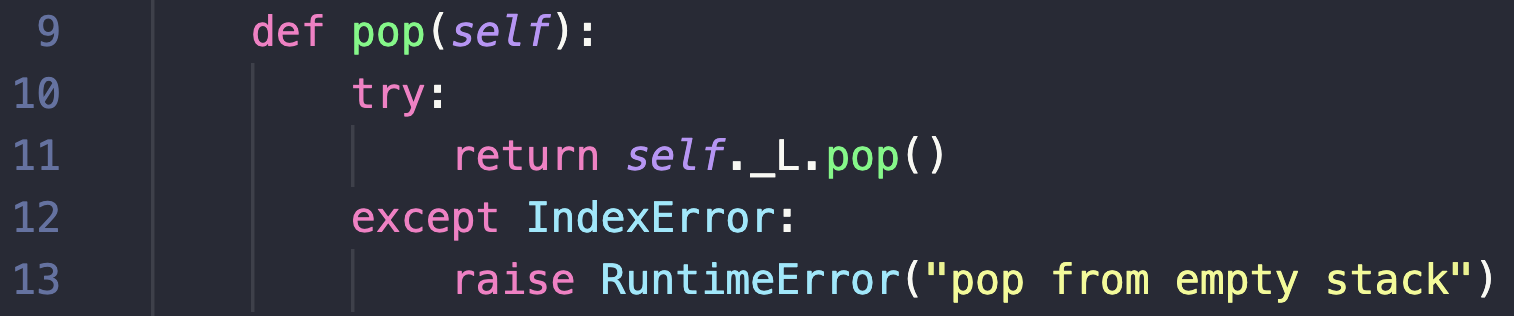 9 def pop(self):
10 try:
11 return self._L.pop()
12 except IndexError:
13 raise RuntimeError("pop from empty stack")